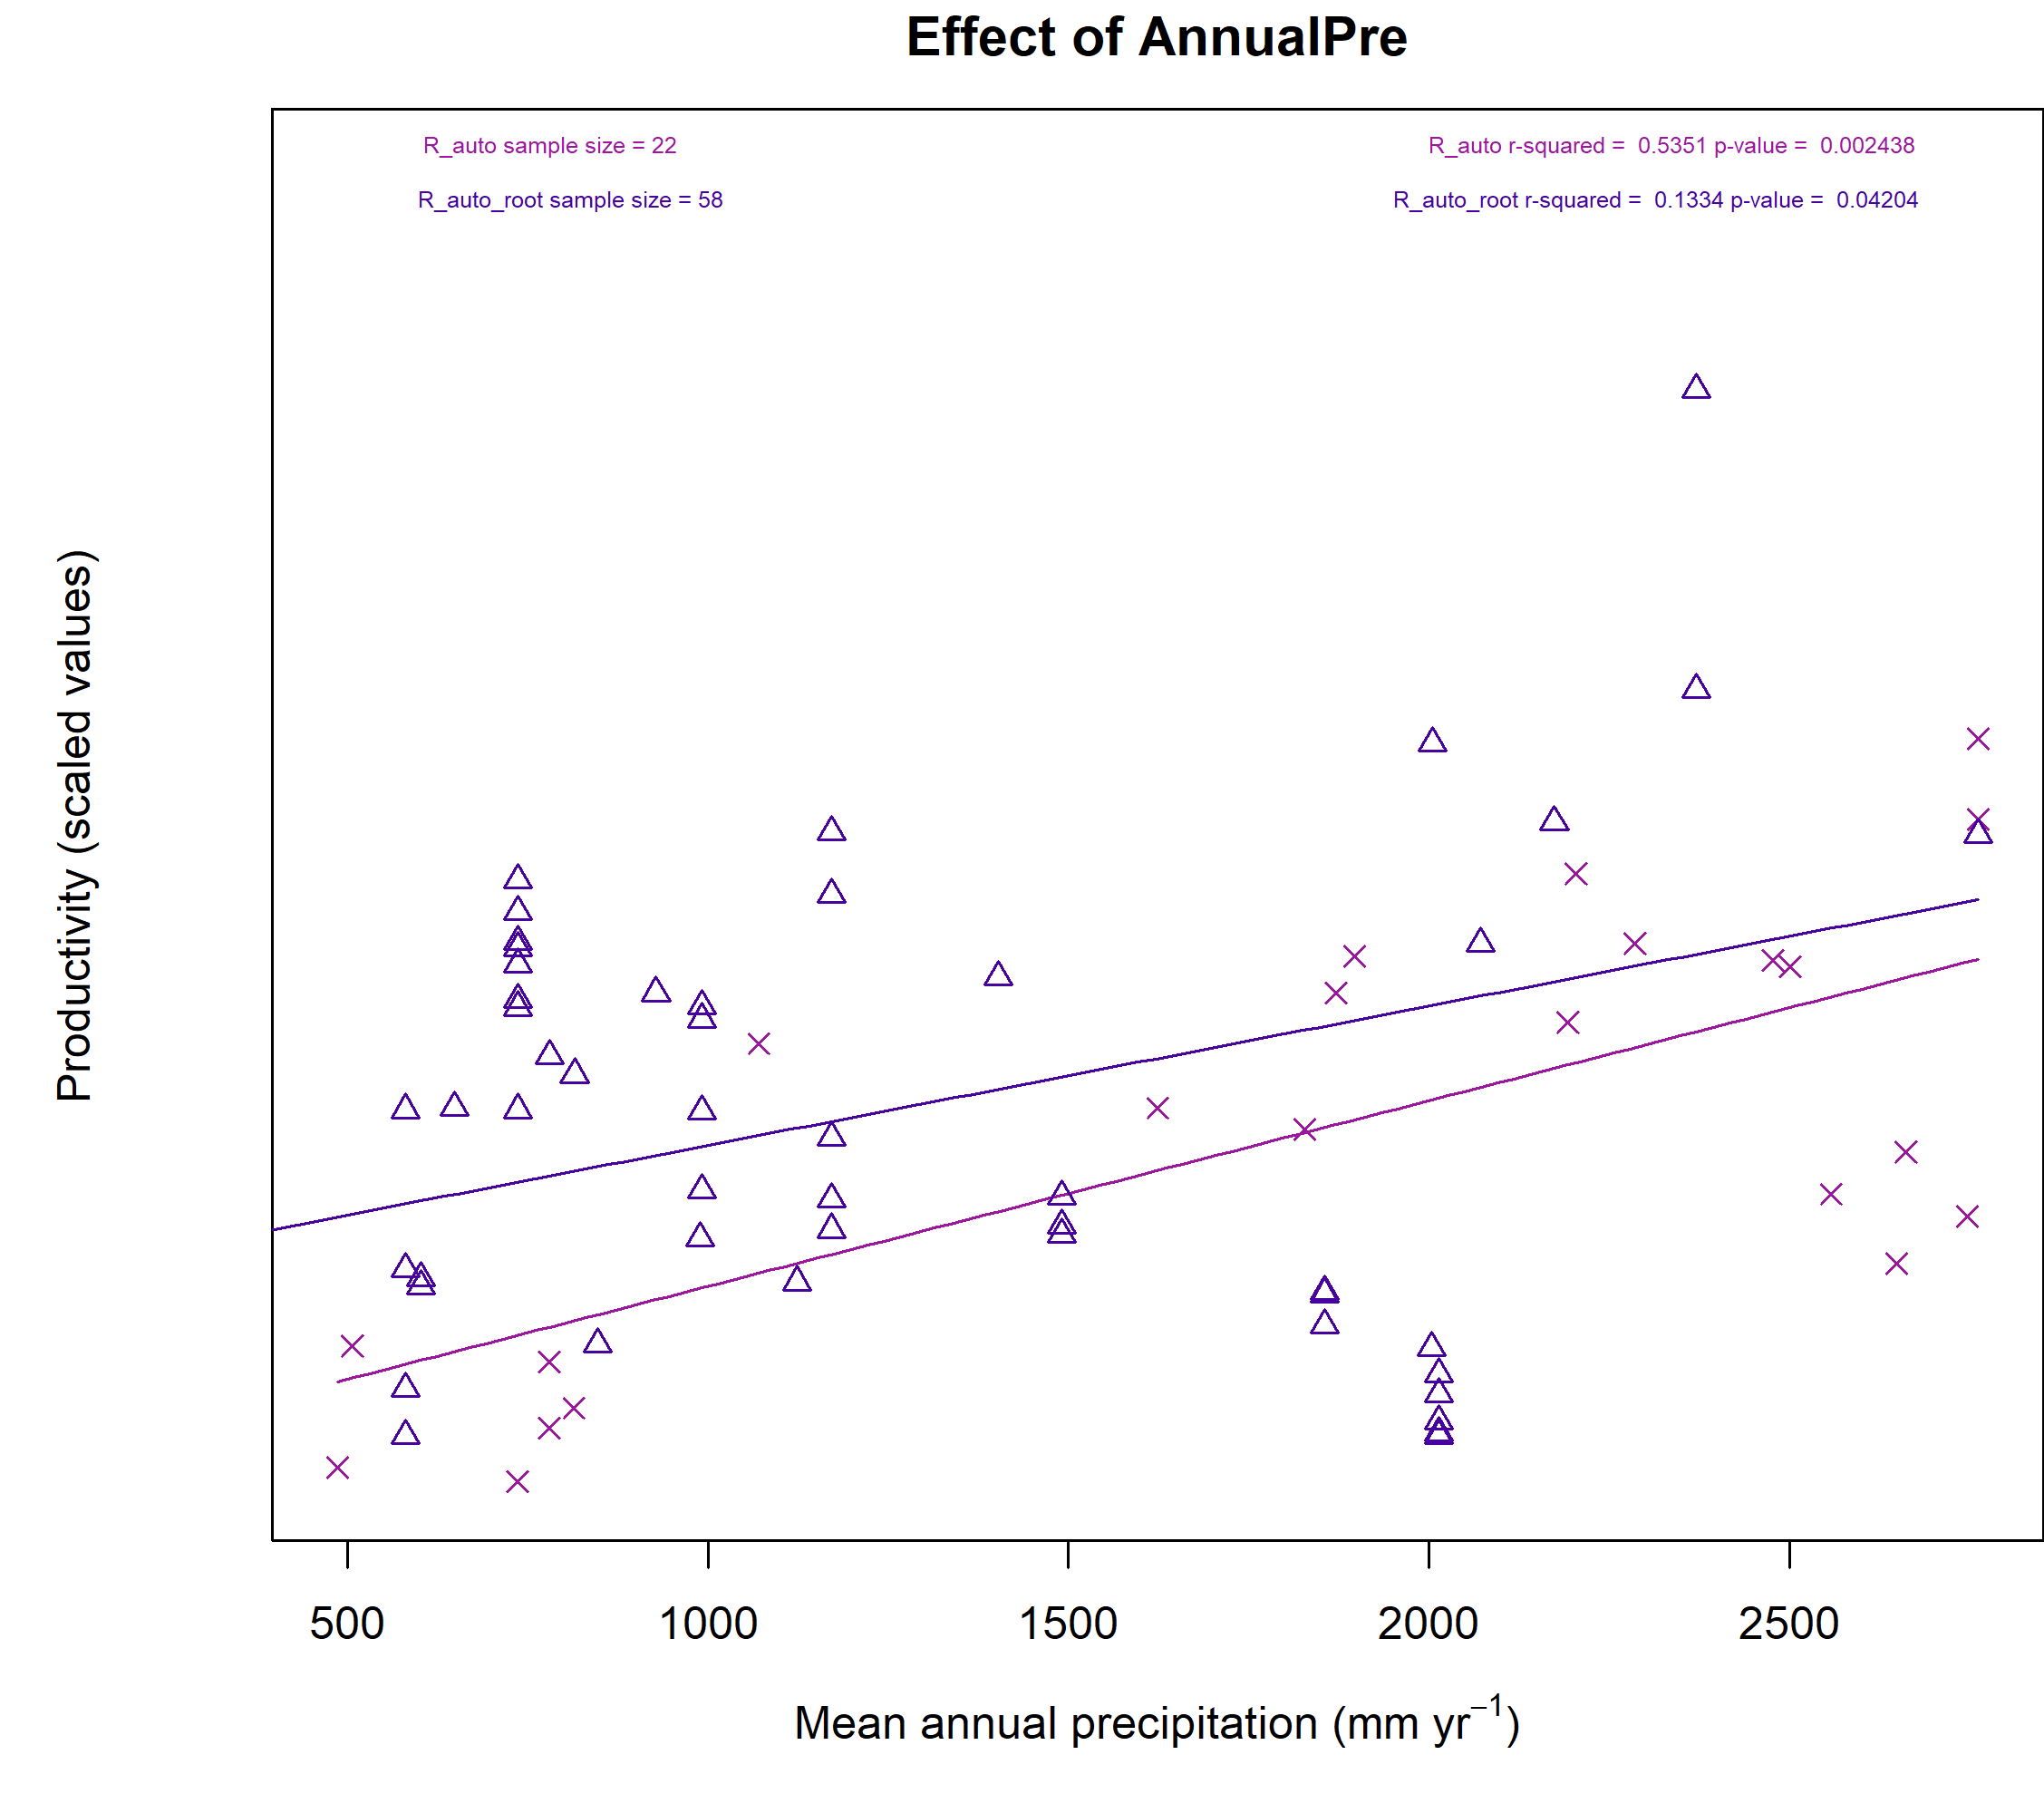 Effect of AnnualPre
R_auto sample size = 22
R_auto r-squared =  0.5351 p-value =  0.002438
R_auto_root sample size = 58
R_auto_root r-squared =  0.1334 p-value =  0.04204
Productivity (scaled values)
500 1000 1500 2000 2500
Mean annual precipitation (mm yr⁻¹)